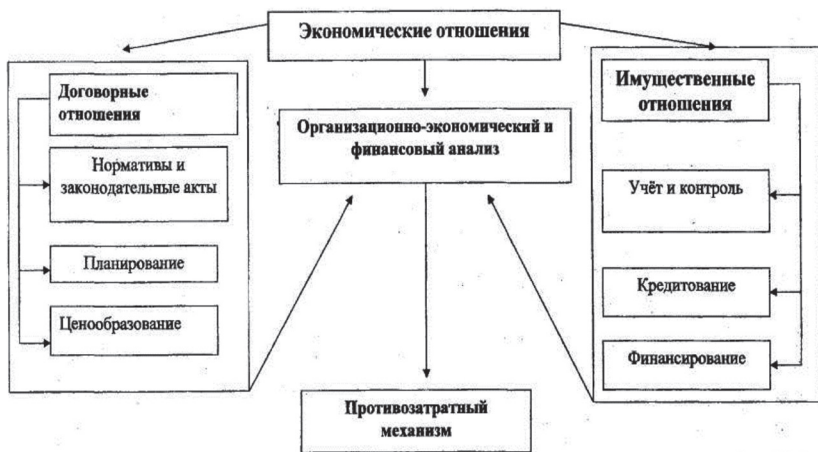 Экономические отношения
Договорные
отношения
Нормативы и
законодательные акты
Планирование
Ценообразование
Организационно-экономический и
финансовый анализ
Противозатратный
механизм
Имущественные
отношения
Учёт и контроль
Кредитование
Финансирование